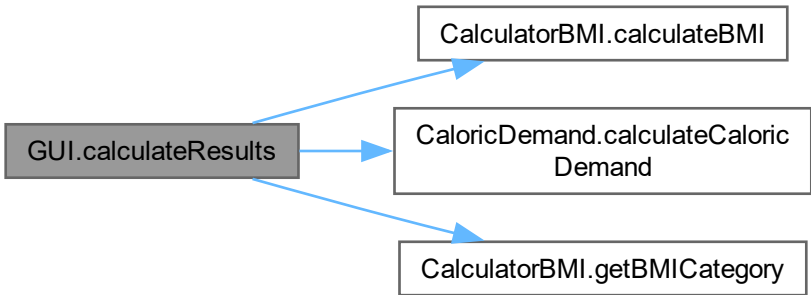 CalculatorBMI.calculateBMI
GUI.calculateResults
CaloricDemand.calculateCaloric
Demand
CalculatorBMI.getBMICategory